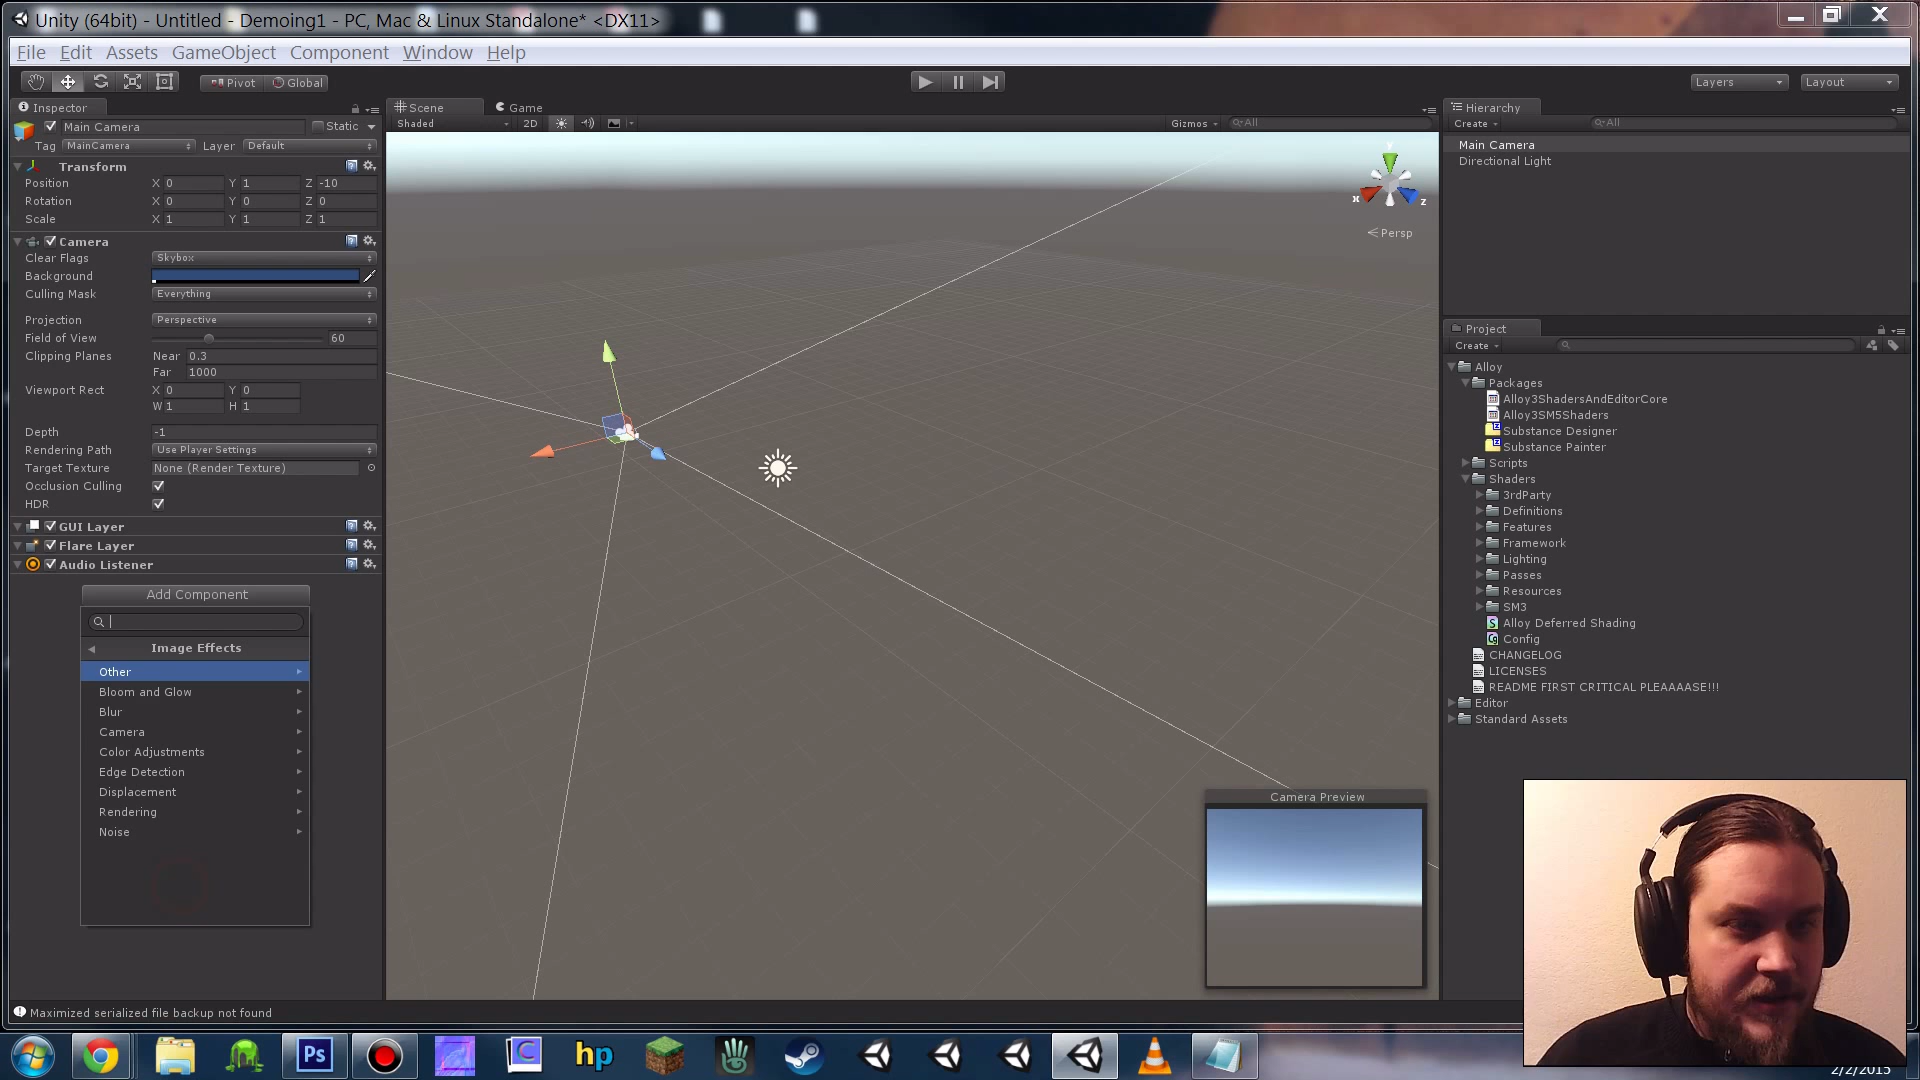 Unity (64bit) - Untitled - Demoing1 - PC, Mac & Linux Standalone* <DX11>
File Edit Assets GameObject Component Window Help
Pivot Global
Layers Layout
Inspector
Main Camera Static
Tag MainCamera Layer Default
Transform
Position X 0 Y 1 Z -10
Rotation X 0 Y 0 Z 0
Scale X 1 Y 1 Z 1
Camera
Clear Flags Skybox
Background
Culling Mask Everything
Projection Perspective
Field of View 60
Clipping Planes Near 0.3
Far 1000
Viewport Rect X 0 Y 0
W 1 H 1
Depth -1
Rendering Path Use Player Settings
Target Texture None (Render Texture)
Occlusion Culling
HDR
GUI Layer
Flare Layer
Audio Listener
Add Component
Image Effects
Other
Bloom and Glow
Blur
Camera
Color Adjustments
Edge Detection
Displacement
Rendering
Noise
Maximized serialized file backup not found
Scene Game
Shaded 2D Gizmos All
y
x z
Persp
Camera Preview
Hierarchy
Create All
Main Camera
Directional Light
Project
Create
Alloy
Packages
Alloy3ShadersAndEditorCore
Alloy3SM5Shaders
Substance Designer
Substance Painter
Scripts
Shaders
3rdParty
Definitions
Features
Framework
Lighting
Passes
Resources
SM3
Alloy Deferred Shading
Config
CHANGELOG
LICENSES
README FIRST CRITICAL PLEAAAASE!!!
Editor
Standard Assets
Ps
C
hp
2/2/2015